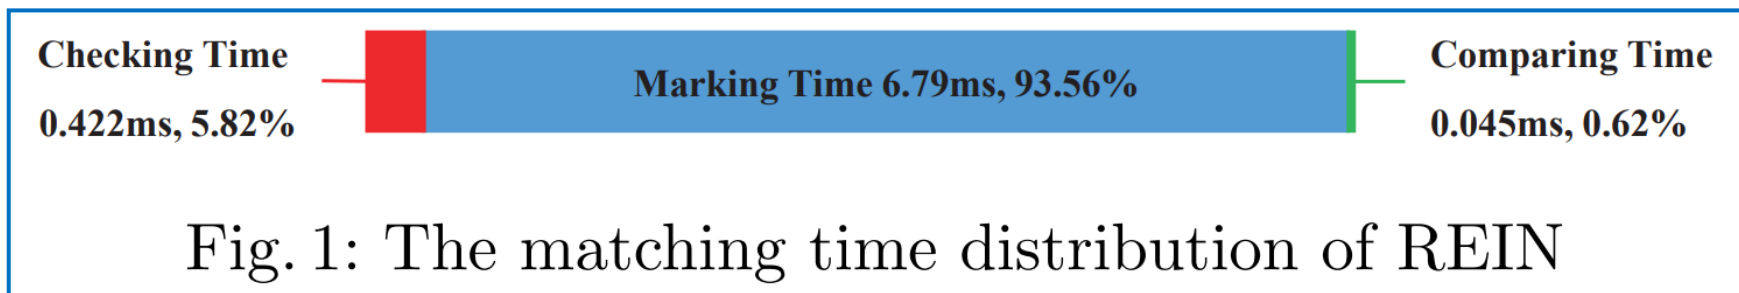 Checking Time
0.422ms, 5.82%
Marking Time 6.79ms, 93.56%
Comparing Time
0.045ms, 0.62%
Fig. 1: The matching time distribution of REIN